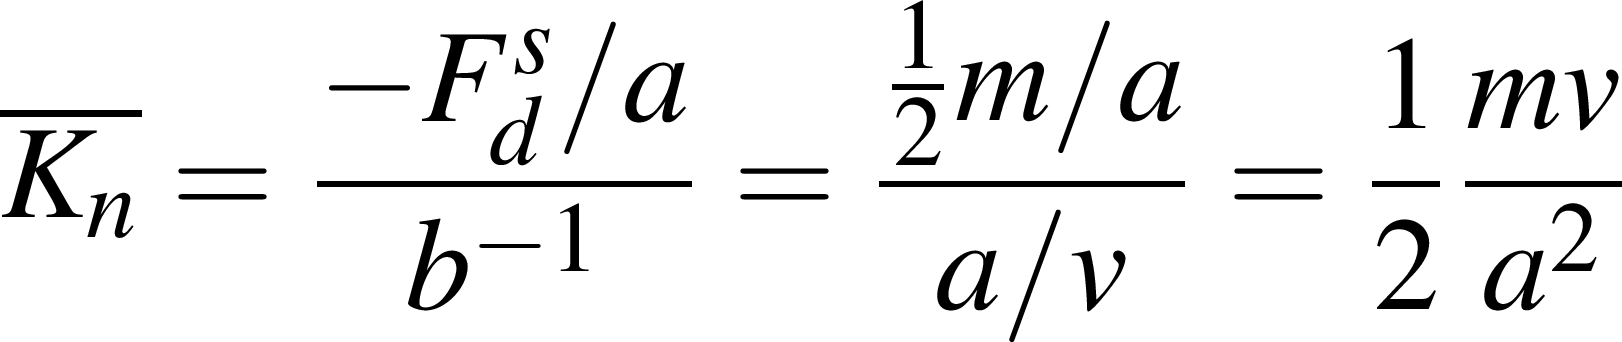 \overline{K_n} = \frac{-F_d^s/a}{b^{-1}} = \frac{\frac{1}{2}m/a}{a/v} = \frac{1}{2}\frac{mv}{a^2}